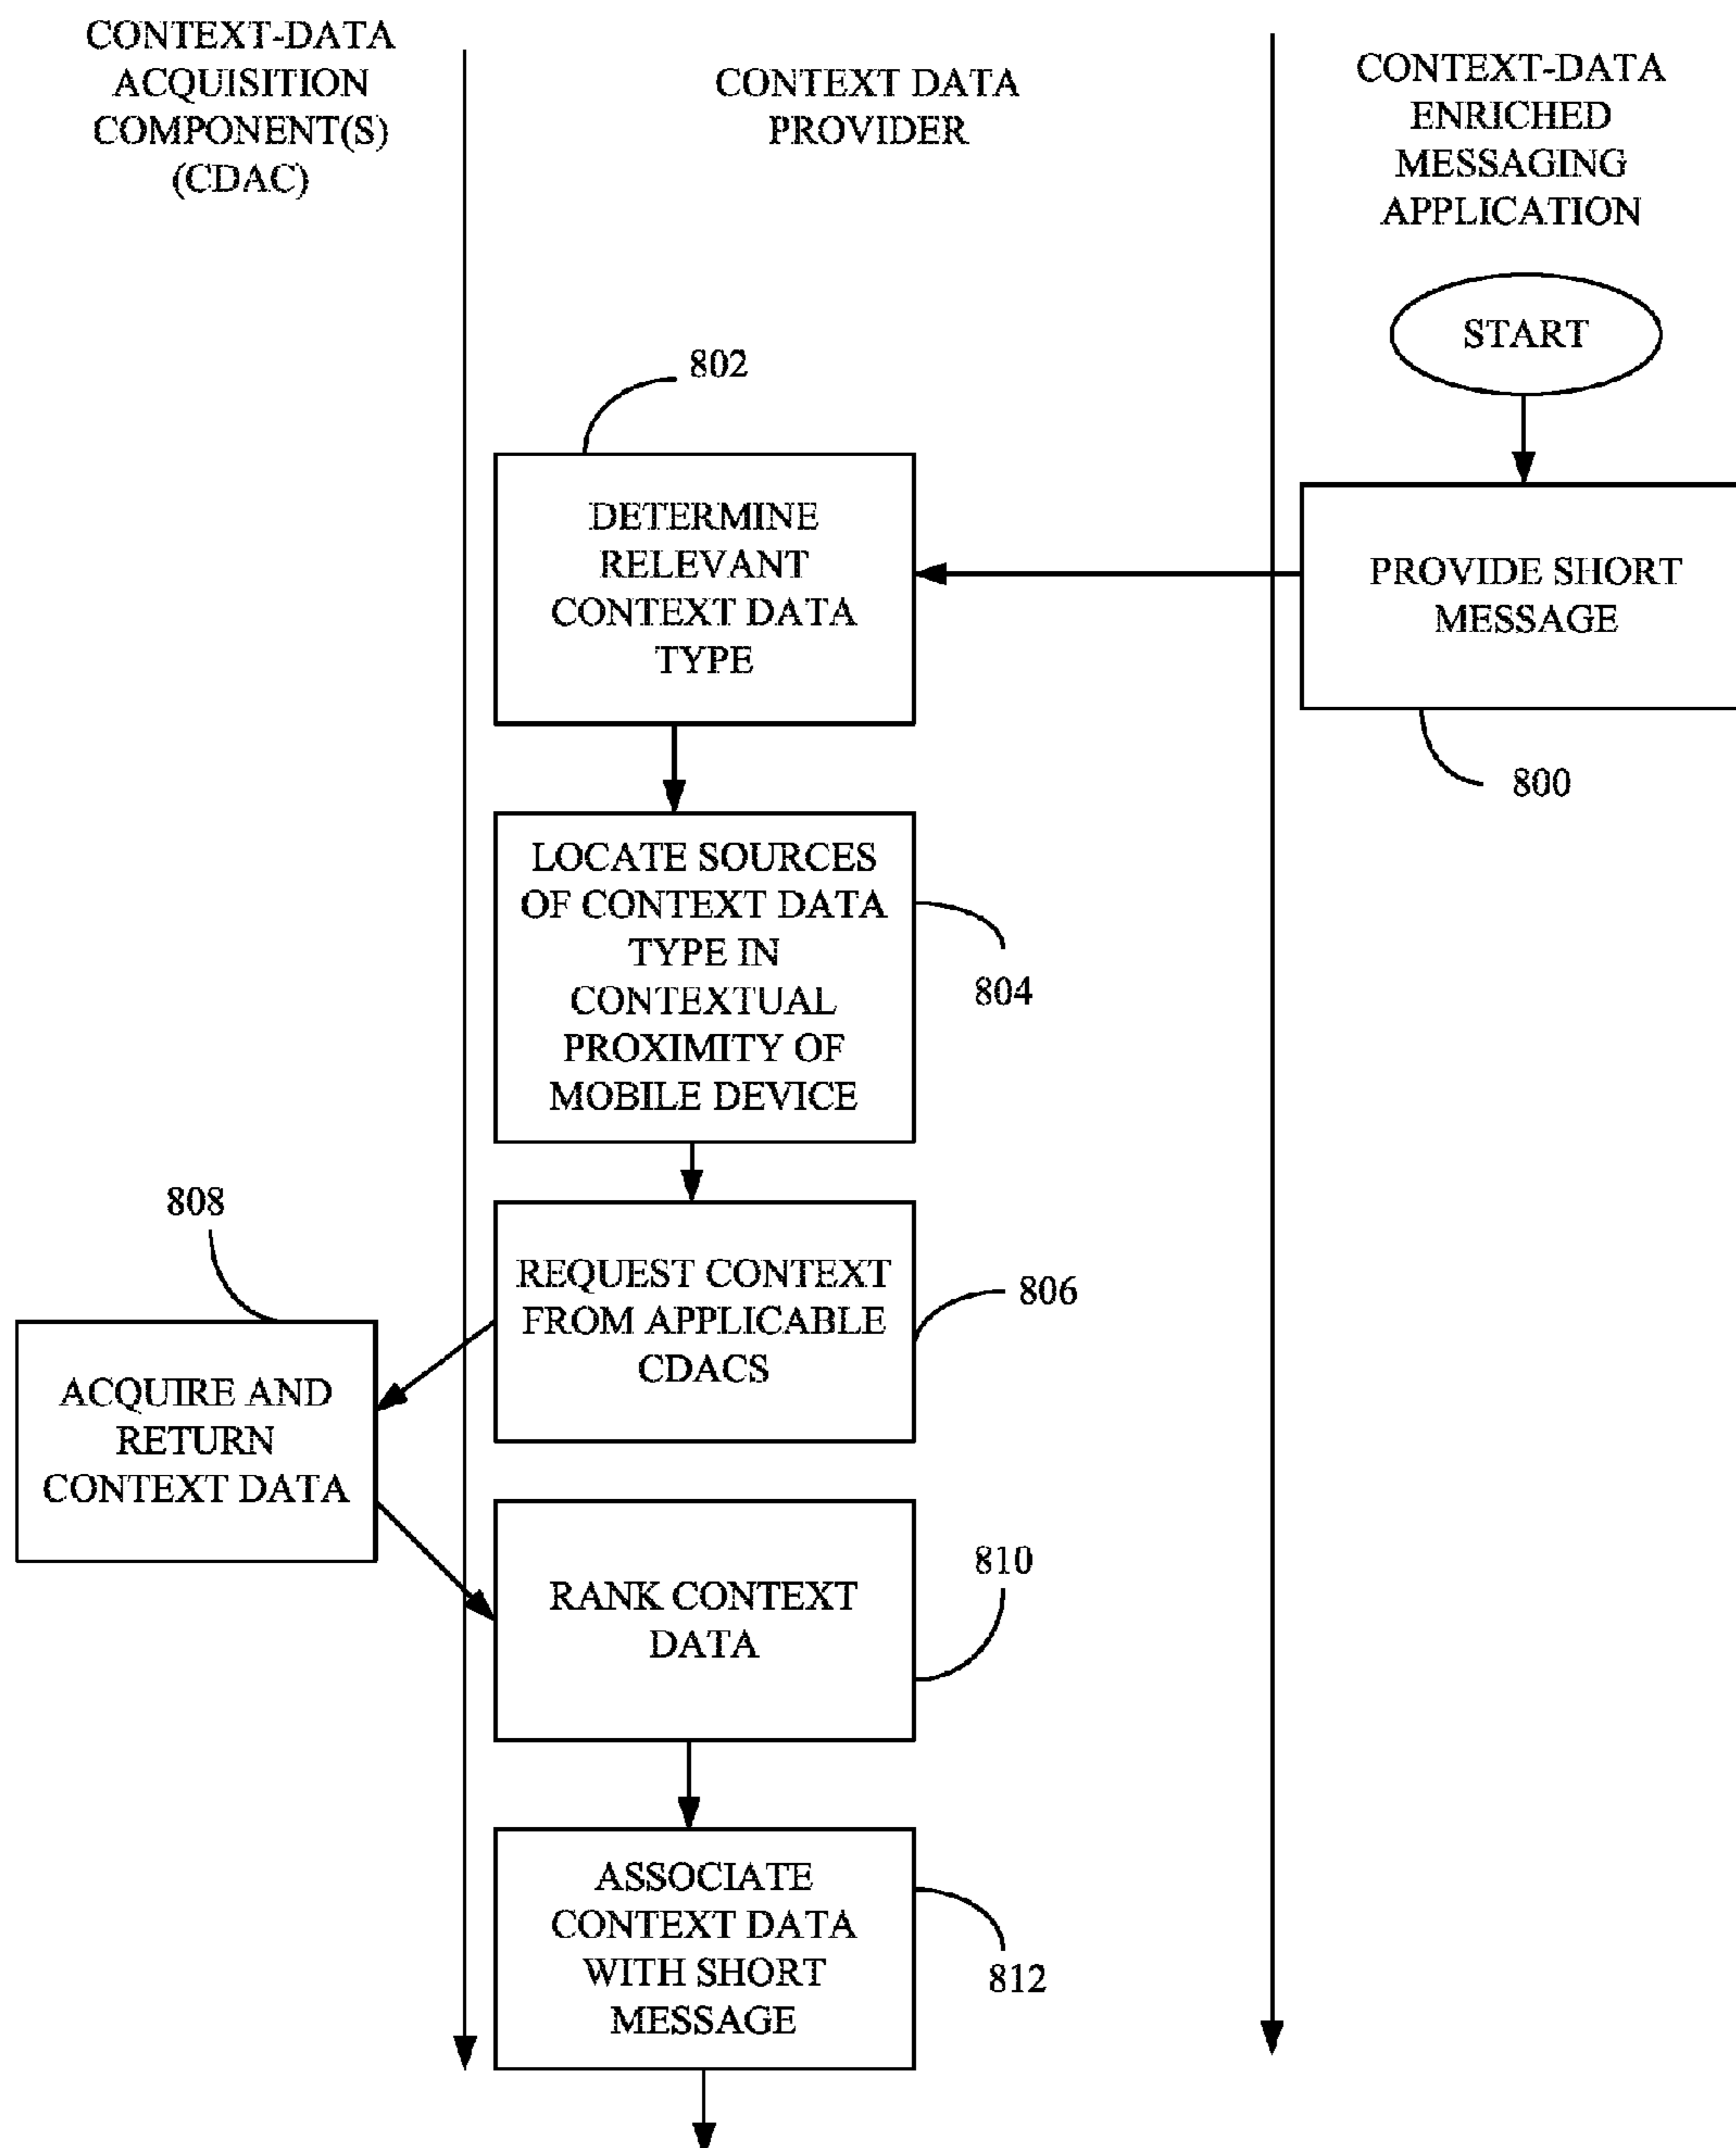 CONTEXT-DATA
ACQUISITION
COMPONENT(S)
(CDAC)
CONTEXT DATA
PROVIDER
CONTEXT-DATA
ENRICHED
MESSAGING
APPLICATION
START
802
DETERMINE
RELEVANT
CONTEXT DATA
TYPE
PROVIDE SHORT
MESSAGE
800
LOCATE SOURCES
OF CONTEXT DATA
TYPE IN
CONTEXTUAL
PROXIMITY OF
MOBILE DEVICE
804
808
REQUEST CONTEXT
FROM APPLICABLE
CDACS
806
ACQUIRE AND
RETURN
CONTEXT DATA
RANK CONTEXT
DATA
810
ASSOCIATE
CONTEXT DATA
WITH SHORT
MESSAGE
812